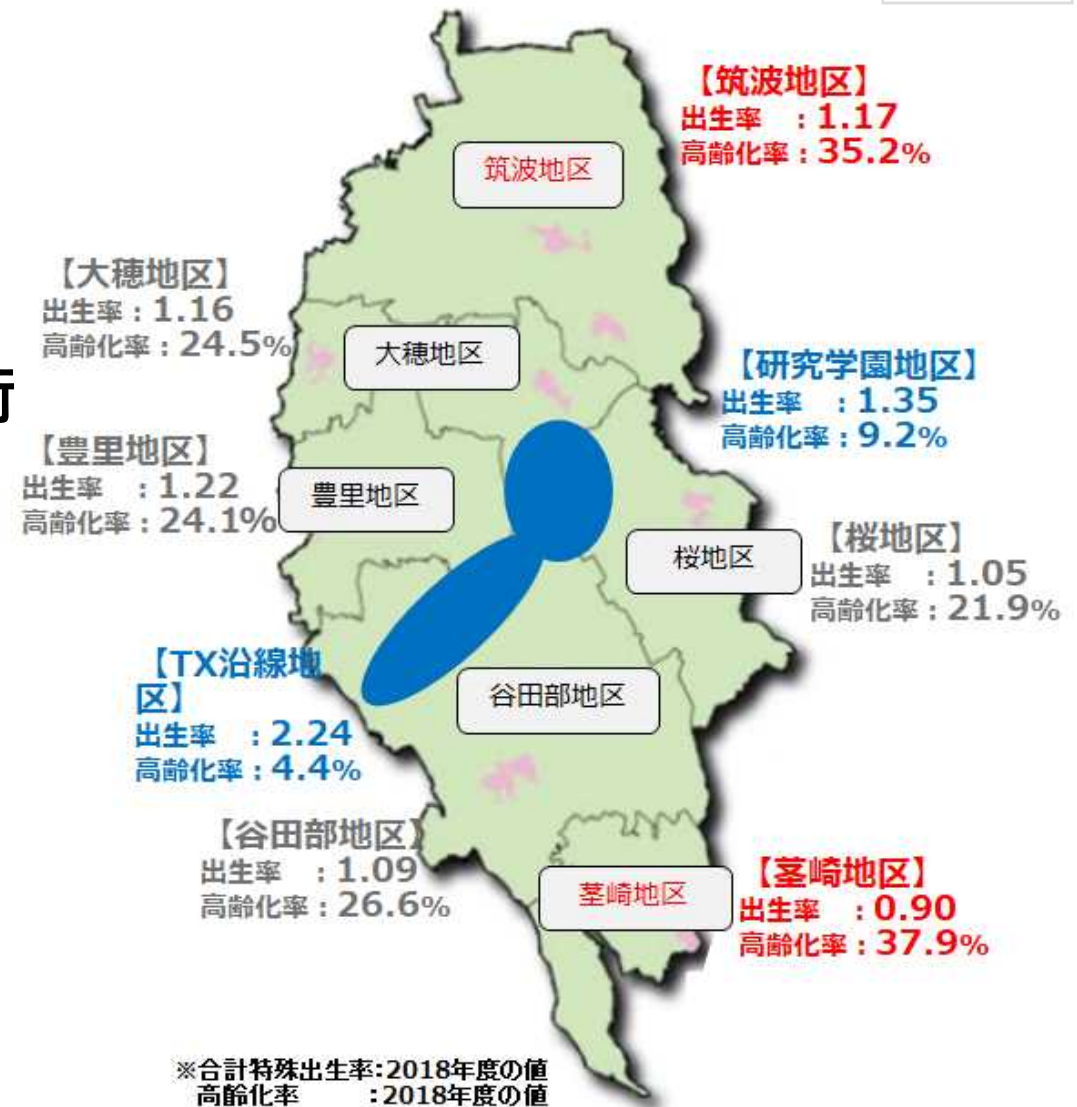 【筑波地区】
出生率 :1.17
高齢化率:35.2%
筑波地区
【大穂地区】
出生率:1.16
高齢化率:24.5%
大穂地区
【研究学園地区】
出生率 :1.35
高齢化率:9.2%
行
【豊里地区】
出生率 :1.22
高齢化率:24.1%
豊里地区
桜地区
【桜地区】
出生率 :1.05
高齢化率:21.9%
【TX沿線地
区】
出生率 :2.24
高齢化率:4.4%
谷田部地区
【谷田部地区】
出生率 :1.09
高齢化率:26.6%
茎崎地区
【茎崎地区】
出生率 :0.90
高齢化率:37.9%
※合計特殊出生率:2018年度の値
高齢化率 :2018年度の値